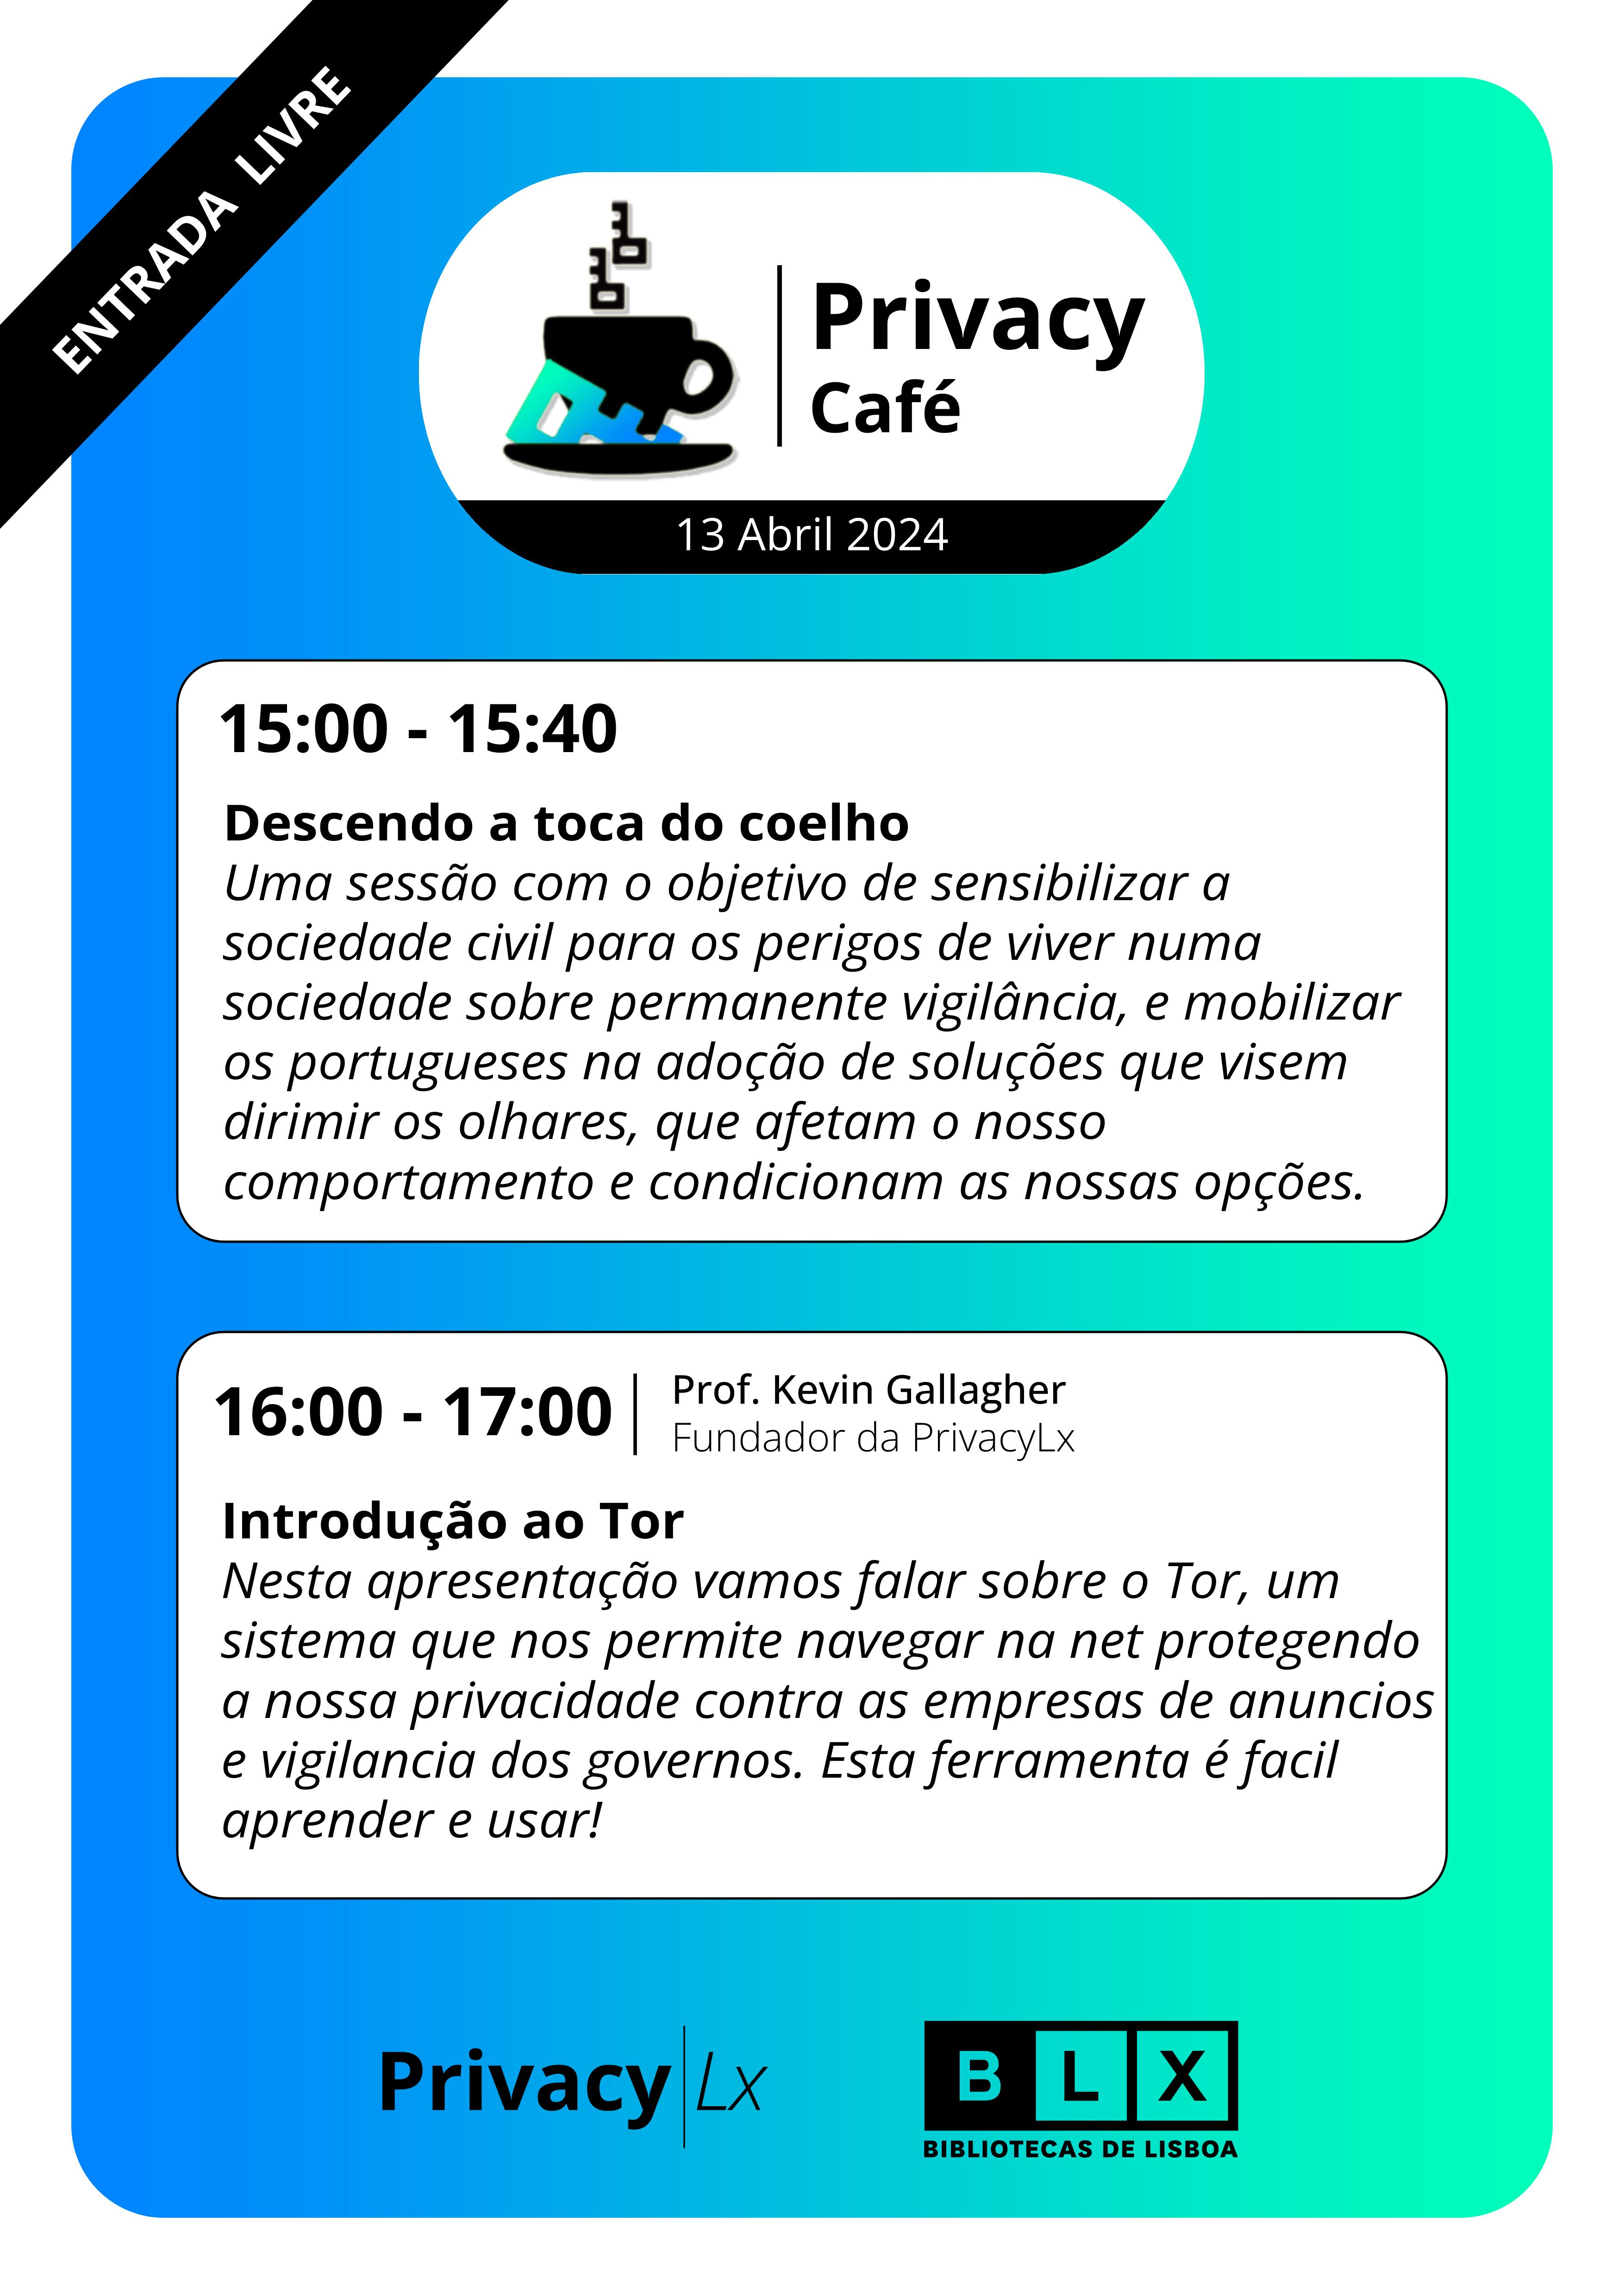 ENTRADA LIVRE
Privacy
Café
13 Abril 2024
15:00 - 15:40
Descendo a toca do coelho
Uma sessão com o objetivo de sensibilizar a
sociedade civil para os perigos de viver numa
sociedade sobre permanente vigilância, e mobilizar
os portugueses na adoção de soluções que visem
dirimir os olhares, que afetam o nosso
comportamento e condicionam as nossas opções.
16:00 - 17:00
Prof. Kevin Gallagher
Fundador da PrivacyLx
Introdução ao Tor
Nesta apresentação vamos falar sobre o Tor, um
sistema que nos permite navegar na net protegendo
a nossa privacidade contra as empresas de anuncios
e vigilancia dos governos. Esta ferramenta é facil
aprender e usar!
Privacy Lx
B L X
BIBLIOTECAS DE LISBOA